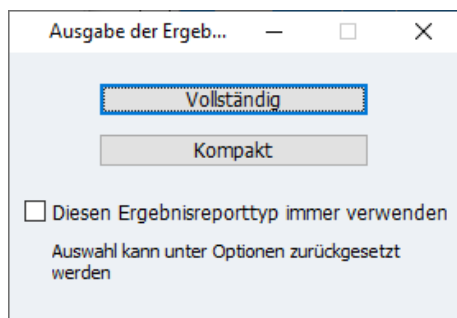 Ausgabe der Ergeb...
Vollständig
Kompakt
Diesen Ergebnisreporttyp immer verwenden
Auswahl kann unter Optionen zurückgesetzt
werden